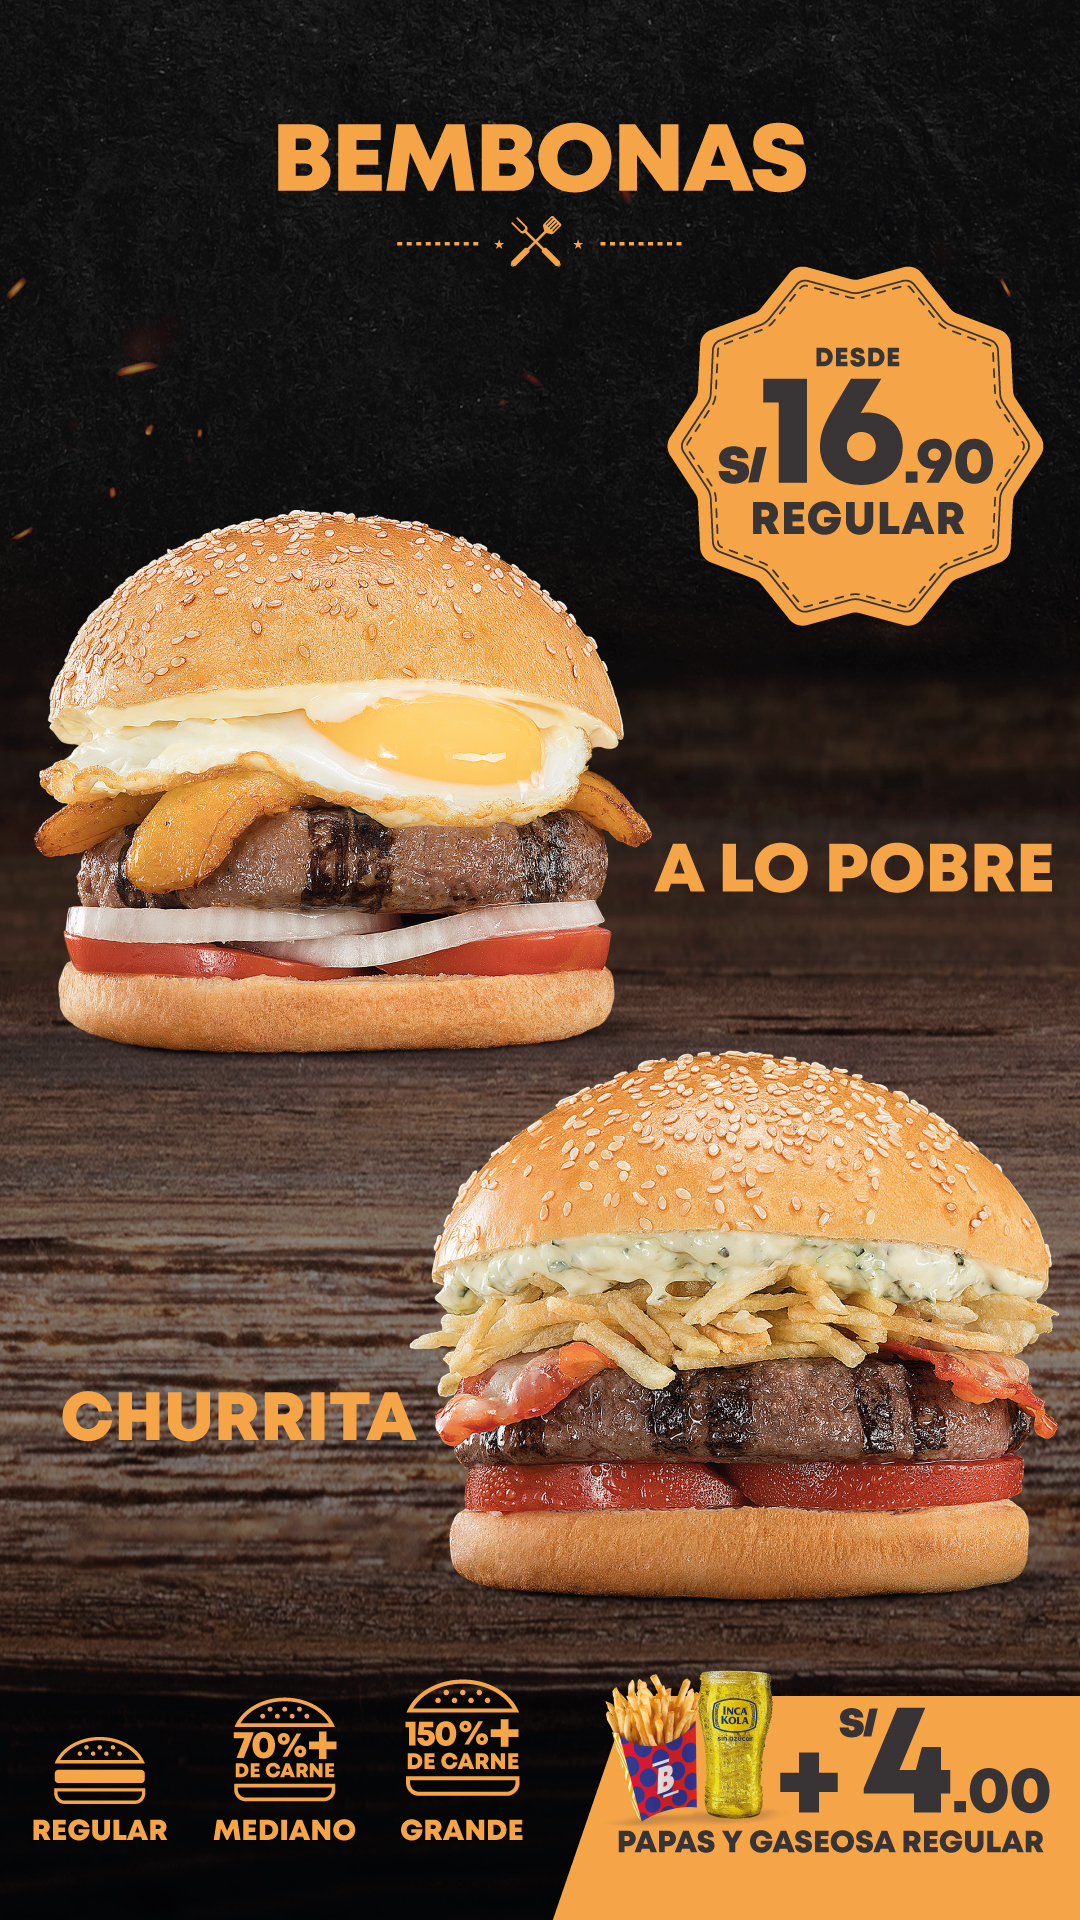 BEMBONAS
DESDE
S/16.90
REGULAR
A LO POBRE
CHURRITA
REGULAR
70%+
DE CARNE
MEDIANO
150%+
DE CARNE
GRANDE
B
INCA
KOLA
sin azúcar
+ S/4.00
PAPAS Y GASEOSA REGULAR